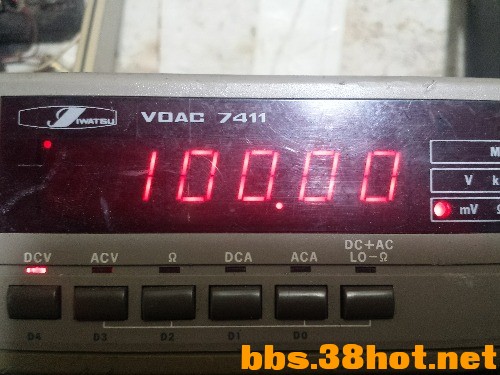 IWATSU VOAC 7411
100.00
M
V k
mV Ω
DCV ACV Ω DCA ACA DC+AC
LO-Ω
D4 D3 D2 D1 D0
bbs.38hot.net